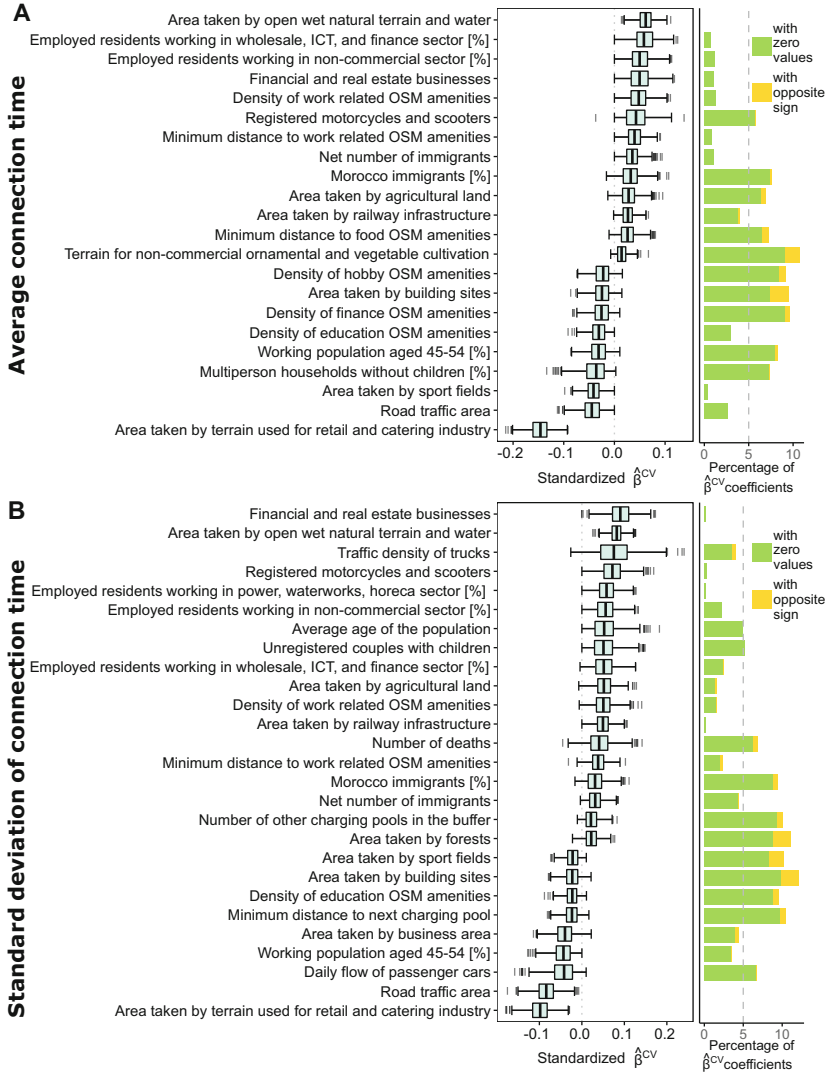 A
Average connection time
Area taken by open wet natural terrain and water
Employed residents working in wholesale, ICT, and finance sector [%]
Employed residents working in non-commercial sector [%]
Financial and real estate businesses
Density of work related OSM amenities
Registered motorcycles and scooters
Minimum distance to work related OSM amenities
Net number of immigrants
Morocco immigrants [%]
Area taken by agricultural land
Area taken by railway infrastructure
Minimum distance to food OSM amenities
Terrain for non-commercial ornamental and vegetable cultivation
Density of hobby OSM amenities
Area taken by building sites
Density of finance OSM amenities
Density of education OSM amenities
Working population aged 45-54 [%]
Multiperson households without children [%]
Area taken by sport fields
Road traffic area
Area taken by terrain used for retail and catering industry
-0.2 -0.1 0.0 0.1
Standardized β̂ᶜⱽ
with
zero
values
with
opposite
sign
0 5 10
Percentage of
β̂ᶜⱽcoefficients
B
Standard deviation of connection time
Financial and real estate businesses
Area taken by open wet natural terrain and water
Traffic density of trucks
Registered motorcycles and scooters
Employed residents working in power, waterworks, horeca sector [%]
Employed residents working in non-commercial sector [%]
Average age of the population
Unregistered couples with children
Employed residents working in wholesale, ICT, and finance sector [%]
Area taken by agricultural land
Density of work related OSM amenities
Area taken by railway infrastructure
Number of deaths
Minimum distance to work related OSM amenities
Morocco immigrants [%]
Net number of immigrants
Number of other charging pools in the buffer
Area taken by forests
Area taken by sport fields
Area taken by building sites
Density of education OSM amenities
Minimum distance to next charging pool
Area taken by business area
Working population aged 45-54 [%]
Daily flow of passenger cars
Road traffic area
Area taken by terrain used for retail and catering industry
-0.1 0.0 0.1 0.2
Standardized β̂ᶜⱽ
with
zero
values
with
opposite
sign
0 5 10
Percentage of
β̂ᶜⱽcoefficients